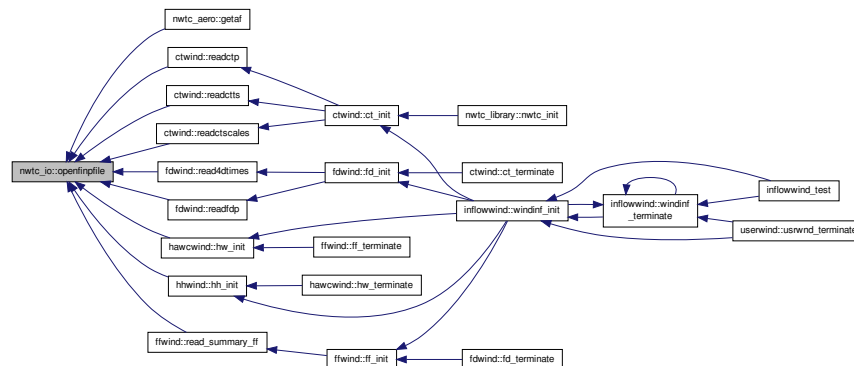 nwtc_aero::getaf
ctwind::readctp
ctwind::readctts
ctwind::ct_init
nwtc_library::nwtc_init
ctwind::readctscales
nwtc_io::openfinpfile
fdwind::read4dtimes
fdwind::fd_init
ctwind::ct_terminate
inflowwind_test
inflowwind::windinf
_terminate
fdwind::readfdp
inflowwind::windinf_init
userwind::usrwnd_terminate
hawcwind::hw_init
ffwind::ff_terminate
hhwind::hh_init
hawcwind::hw_terminate
ffwind::read_summary_ff
ffwind::ff_init
fdwind::fd_terminate